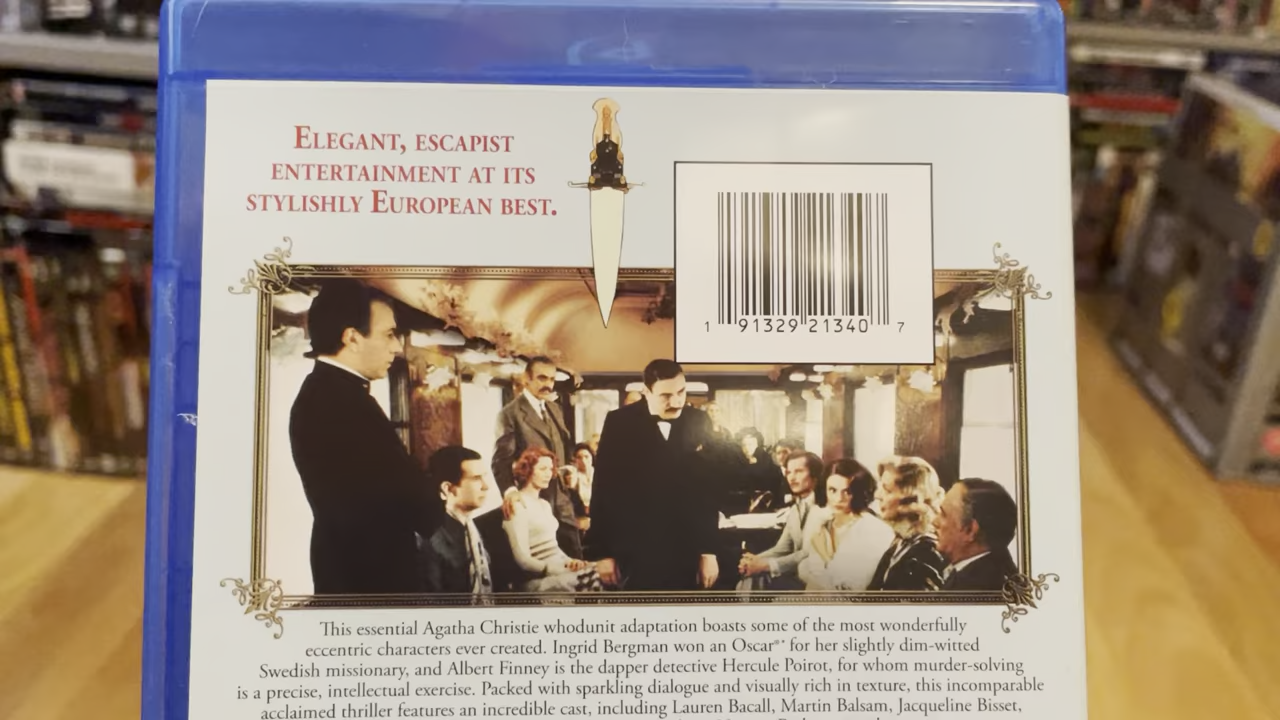 Elegant, escapist
entertainment at its
stylishly European best.
1 91329 21340 7
This essential Agatha Christie whodunit adaptation boasts some of the most wonderfully
eccentric characters ever created. Ingrid Bergman won an Oscar®* for her slightly dim-witted
Swedish missionary, and Albert Finney is the dapper detective Hercule Poirot, for whom murder-solving
is a precise, intellectual exercise. Packed with sparkling dialogue and visually rich in texture, this incomparable
acclaimed thriller features an incredible cast, including Lauren Bacall, Martin Balsam, Jacqueline Bisset,